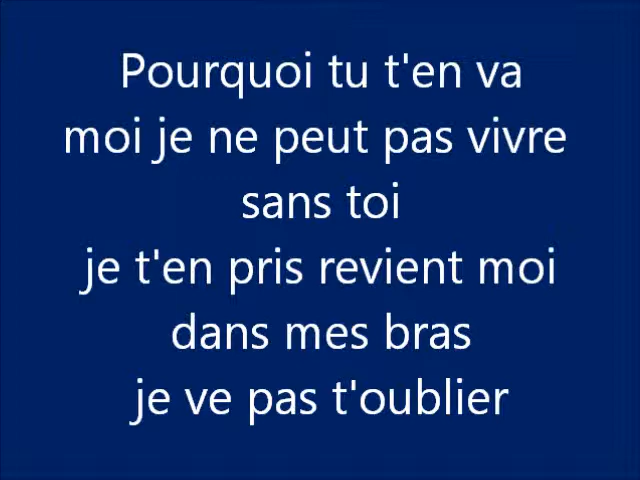 Pourquoi tu t'en va
moi je ne peut pas vivre
sans toi
je t'en pris revient moi
dans mes bras
je ve pas t'oublier